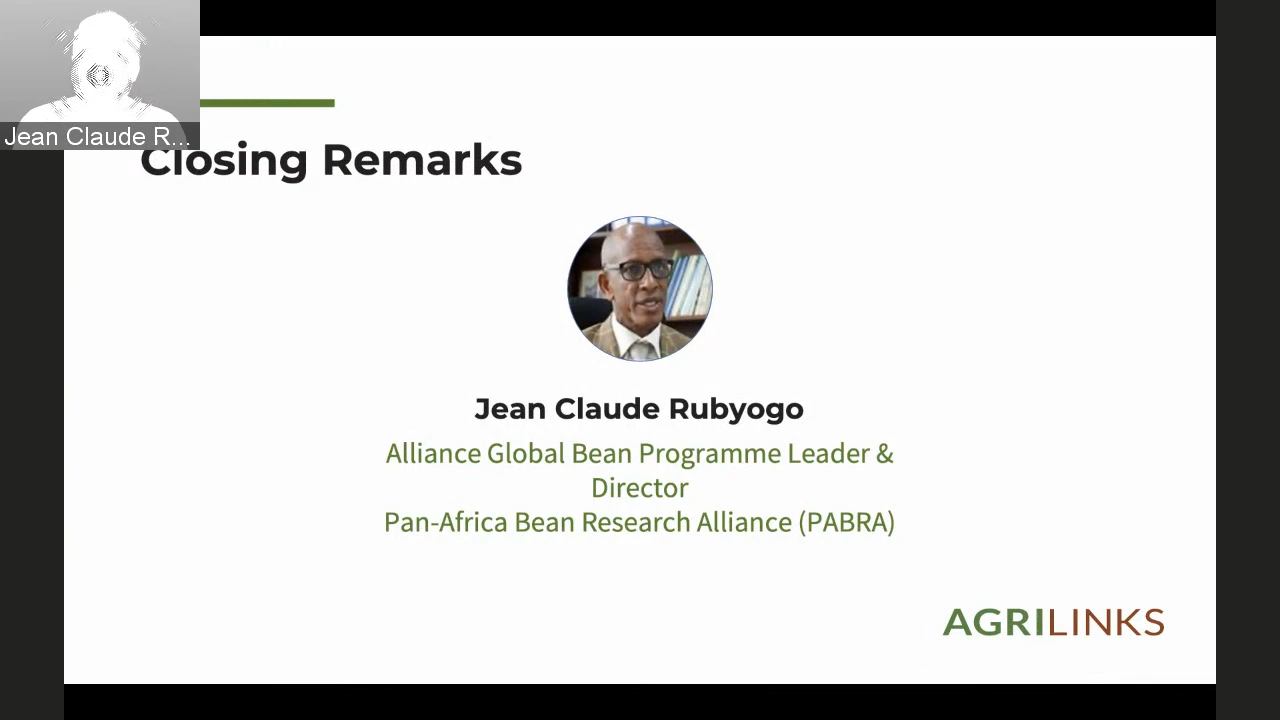 Jean Claude R...
Closing Remarks
Jean Claude Rubyogo
Alliance Global Bean Programme Leader &
Director
Pan-Africa Bean Research Alliance (PABRA)
AGRILINKS